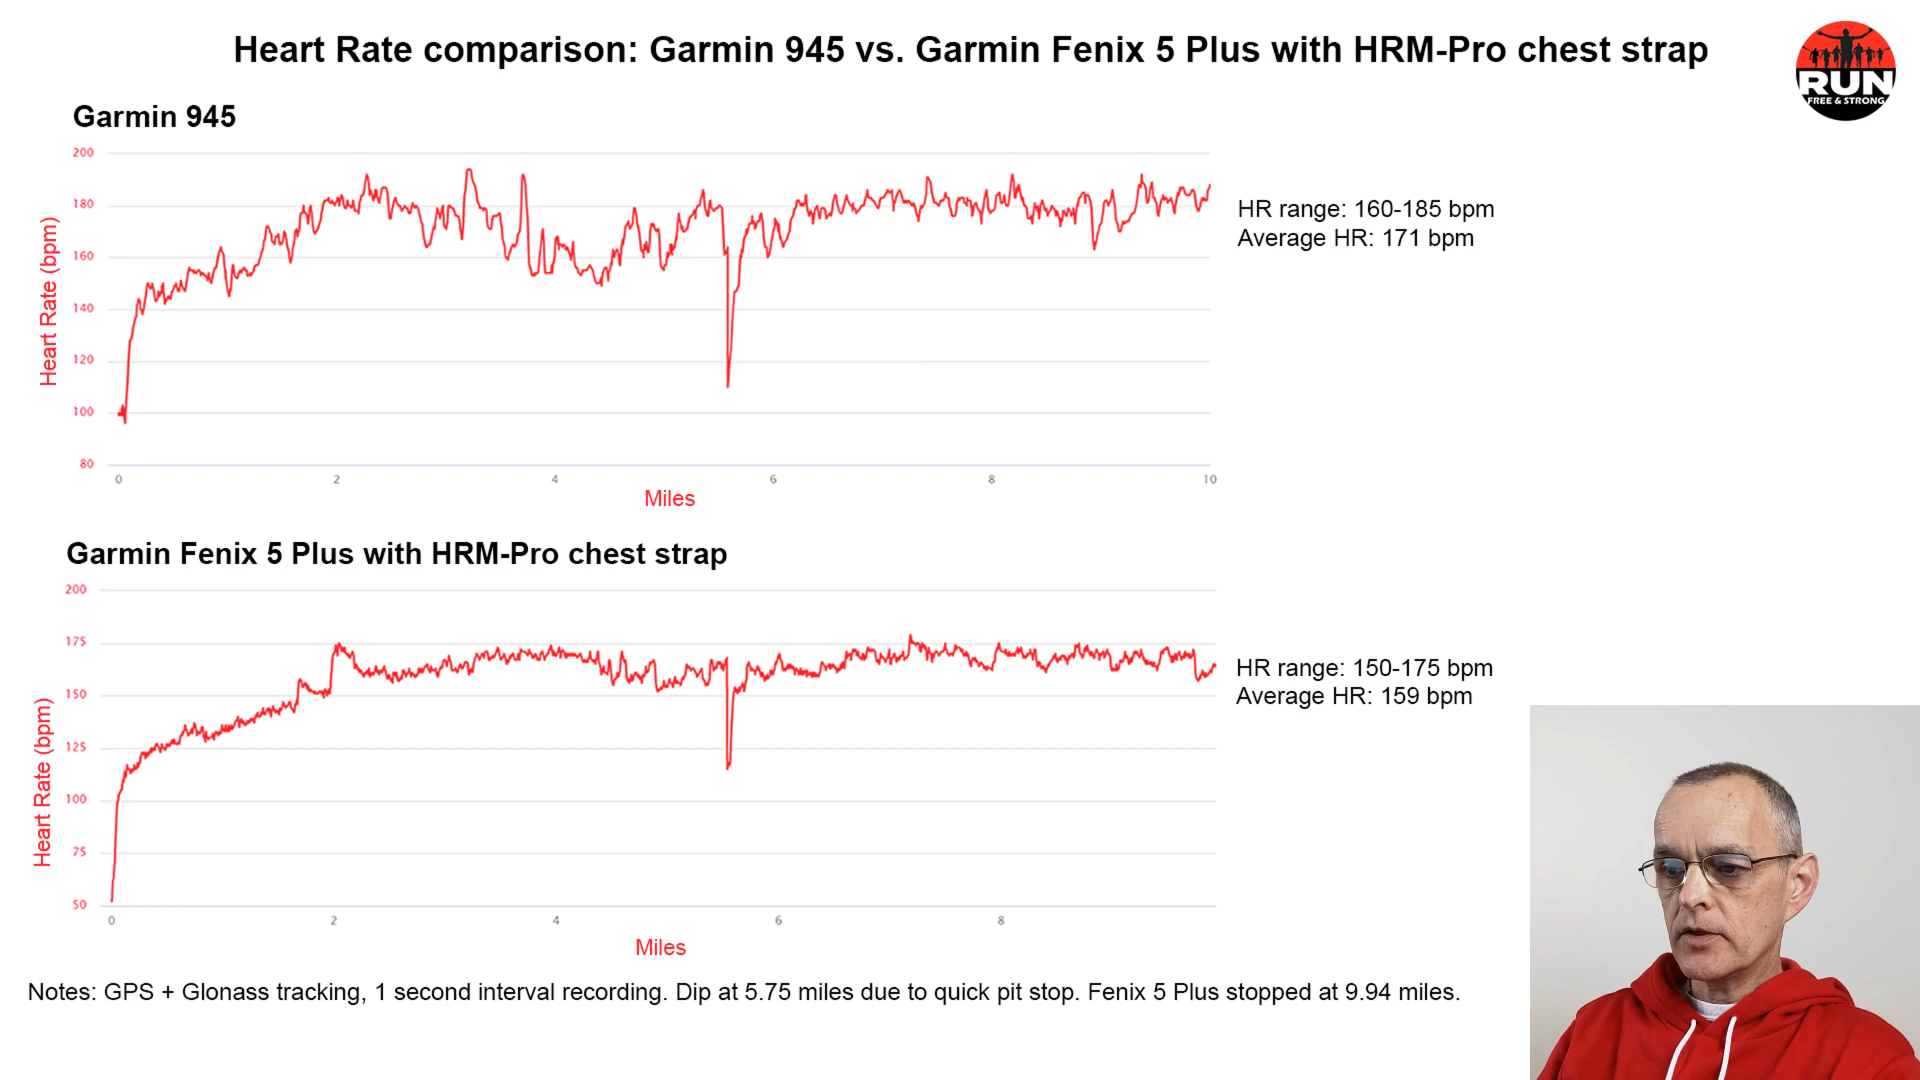 Heart Rate comparison: Garmin 945 vs. Garmin Fenix 5 Plus with HRM-Pro chest strap
RUN
FREE & STRONG
Garmin 945
200
180
160
140
120
100
80
Heart Rate (bpm)
0 2 4 6 8 10
Miles
HR range: 160-185 bpm
Average HR: 171 bpm
Garmin Fenix 5 Plus with HRM-Pro chest strap
200
175
150
125
100
75
50
Heart Rate (bpm)
0 2 4 6 8
Miles
HR range: 150-175 bpm
Average HR: 159 bpm
Notes: GPS + Glonass tracking, 1 second interval recording. Dip at 5.75 miles due to quick pit stop. Fenix 5 Plus stopped at 9.94 miles.